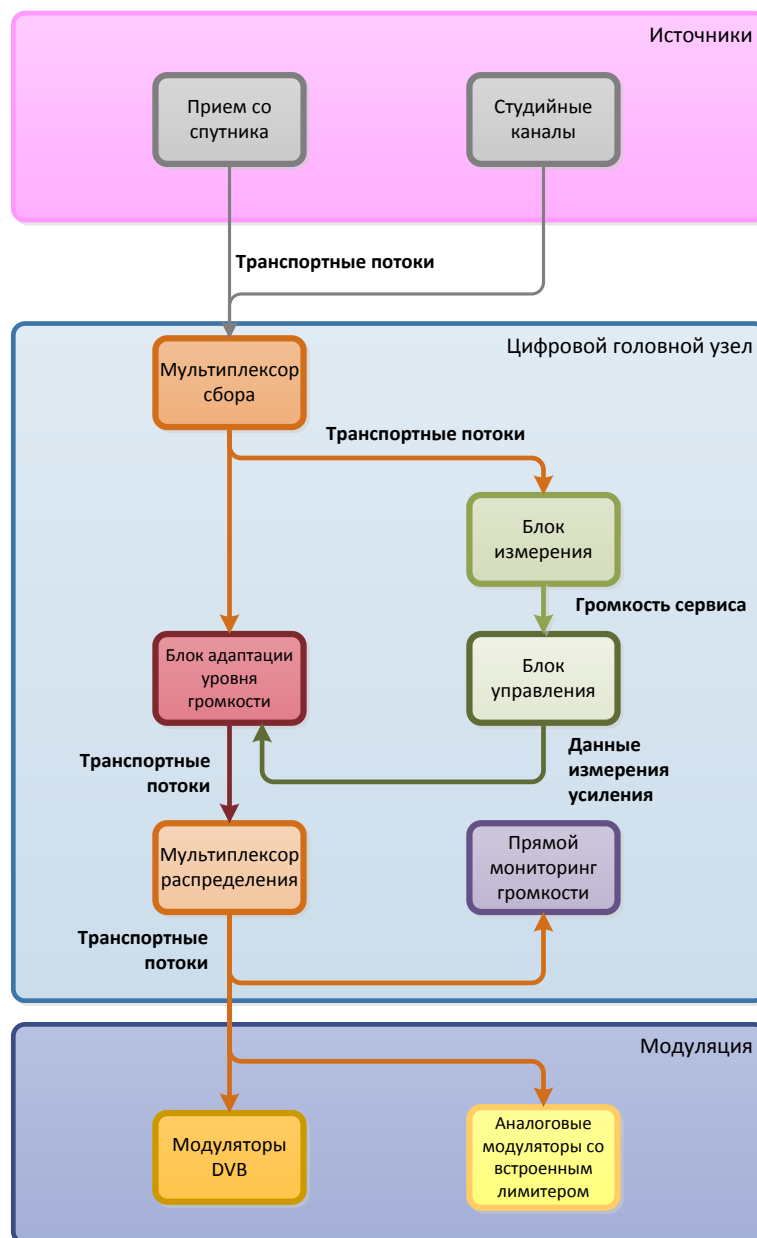 Источники
Прием со
спутника
Студийные
каналы
Транспортные потоки
Цифровой головной узел
Мультиплексор
сбора
Транспортные потоки
Блок
измерения
Громкость сервиса
Блок адаптации
уровня
громкости
Блок
управления
Транспортные
потоки
Данные
измерения
усиления
Мультиплексор
распределения
Прямой
мониторинг
громкости
Транспортные
потоки
Модуляция
Модуляторы
DVB
Аналоговые
модуляторы со
встроенным
лимитером